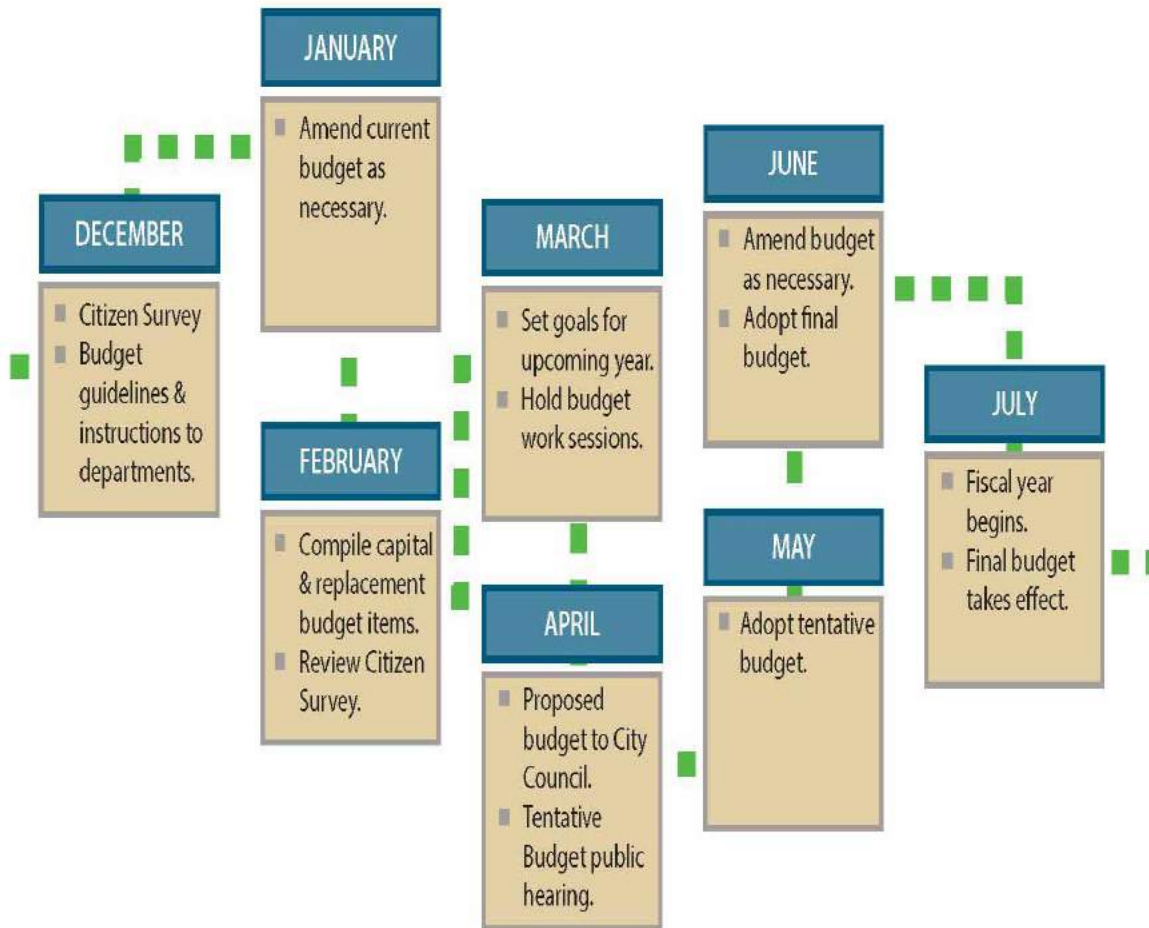 DECEMBER
Citizen Survey
Budget
guidelines &
instructions to
departments.
JANUARY
Amend current
budget as
necessary.
FEBRUARY
Compile capital
& replacement
budget items.
Review Citizen
Survey.
MARCH
Set goals for
upcoming year.
Hold budget
work sessions.
APRIL
Proposed
budget to City
Council.
Tentative
Budget public
hearing.
MAY
Adopt tentative
budget.
JUNE
Amend budget
as necessary.
Adopt final
budget.
JULY
Fiscal year
begins.
Final budget
takes effect.